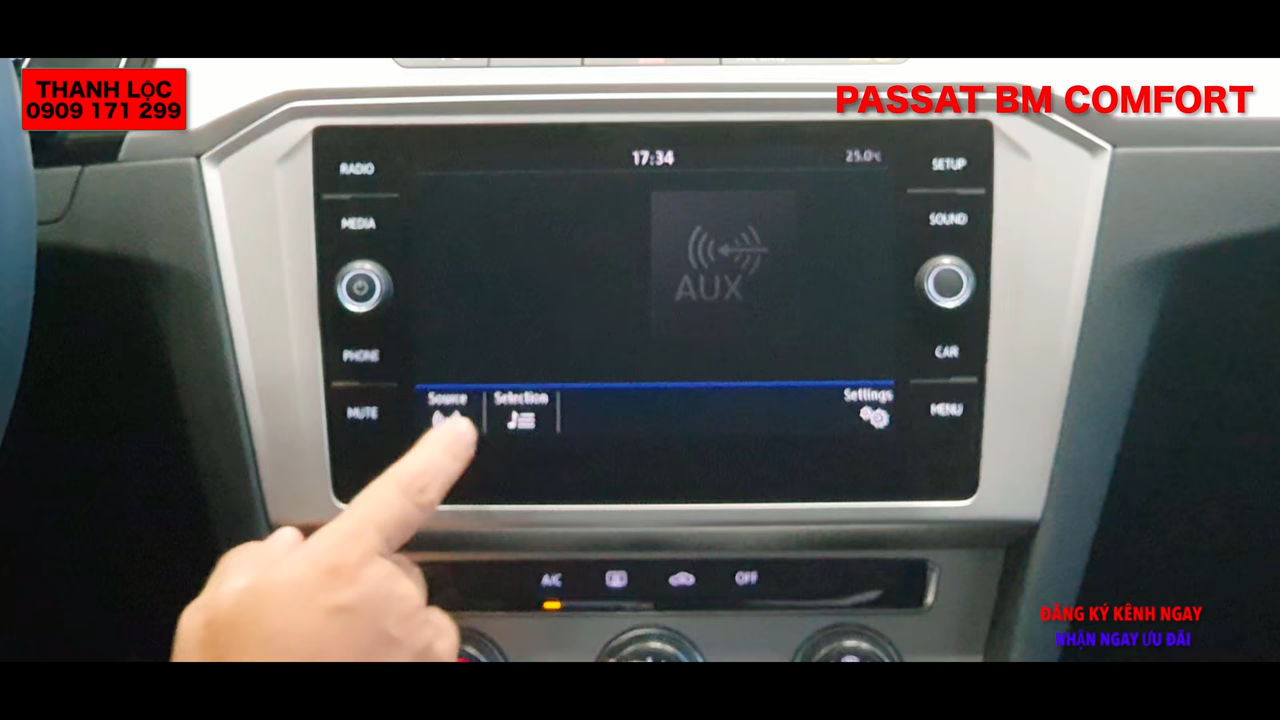 THANH LỘC
0909 171 299
PASSAT BM COMFORT
17:34
25.0°C
RADIO
SETUP
MEDIA
SOUND
AUX
PHONE
CAR
Source
Selection
Settings
MUTE
MENU
A/C
OFF
ĐĂNG KÝ KÊNH NGAY
NHẬN NGAY ƯU ĐÃI